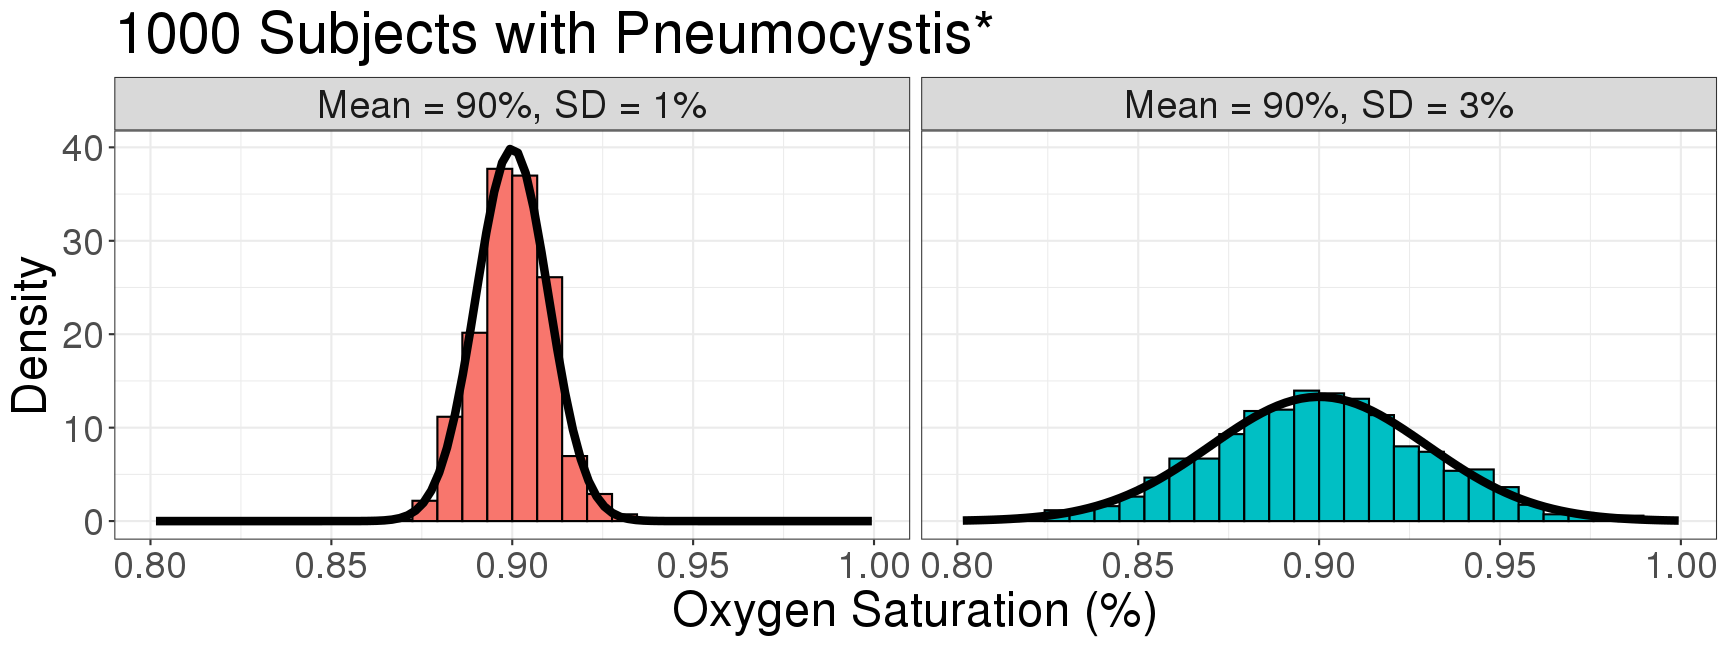 1000 Subjects with Pneumocystis*
Mean = 90%, SD = 1%
Mean = 90%, SD = 3%
Density
40
30
20
10
0
0.80 0.85 0.90 0.95 1.00
0.80 0.85 0.90 0.95 1.00
Oxygen Saturation (%)